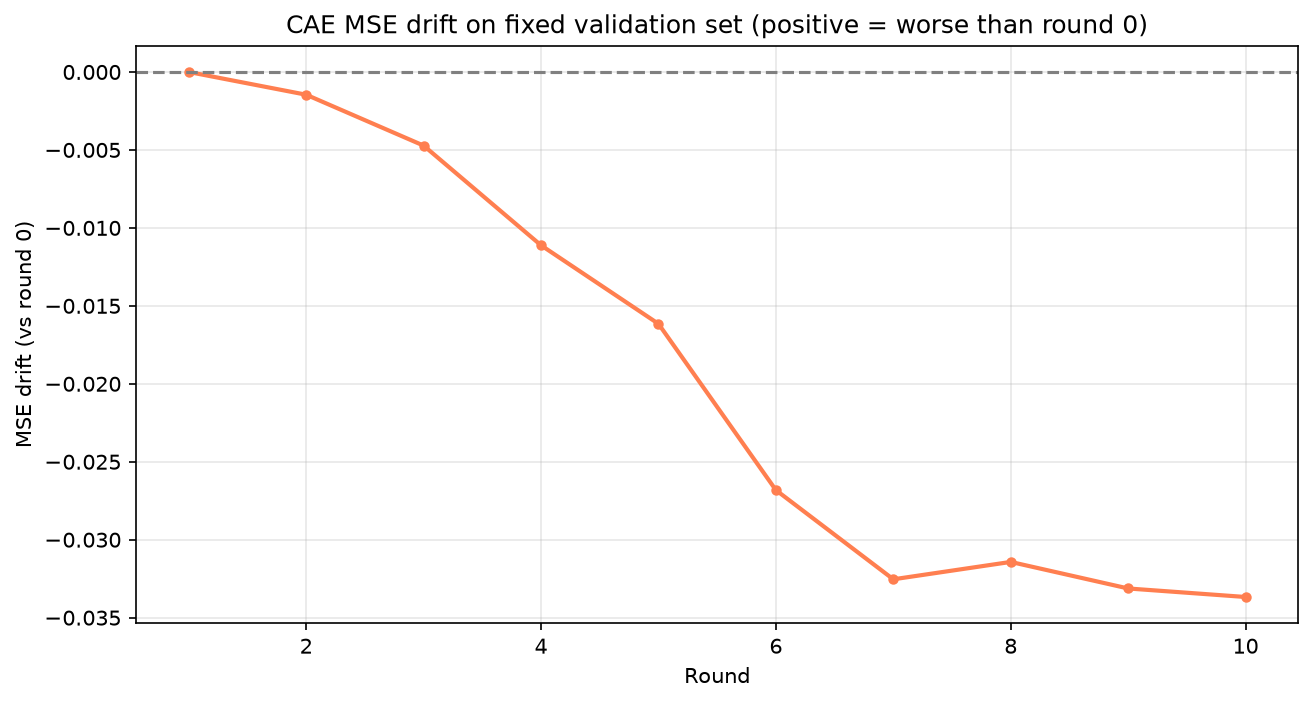 CAE MSE drift on fixed validation set (positive = worse than round 0)
0.000
−0.005
−0.010
−0.015
−0.020
−0.025
−0.030
−0.035
MSE drift (vs round 0)
2 4 6 8 10
Round